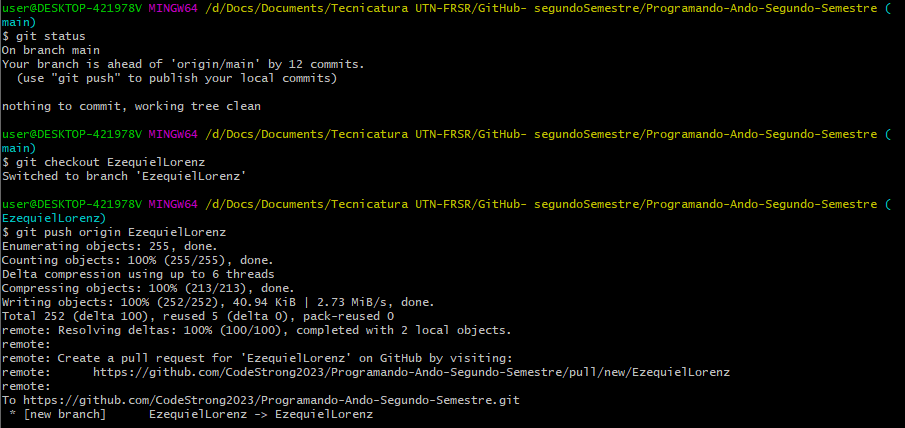 user@DESKTOP-421978V MINGW64 /d/Docs/Documents/Tecnicatura UTN-FRSR/GitHub- segundoSemestre/Programando-Ando-Segundo-Semestre (
main)
$ git status
On branch main
Your branch is ahead of 'origin/main' by 12 commits.
  (use "git push" to publish your local commits)

nothing to commit, working tree clean

user@DESKTOP-421978V MINGW64 /d/Docs/Documents/Tecnicatura UTN-FRSR/GitHub- segundoSemestre/Programando-Ando-Segundo-Semestre (
main)
$ git checkout EzequielLorenz
Switched to branch 'EzequielLorenz'

user@DESKTOP-421978V MINGW64 /d/Docs/Documents/Tecnicatura UTN-FRSR/GitHub- segundoSemestre/Programando-Ando-Segundo-Semestre (
EzequielLorenz)
$ git push origin EzequielLorenz
Enumerating objects: 255, done.
Counting objects: 100% (255/255), done.
Delta compression using up to 6 threads
Compressing objects: 100% (213/213), done.
Writing objects: 100% (252/252), 40.94 KiB | 2.73 MiB/s, done.
Total 252 (delta 100), reused 5 (delta 0), pack-reused 0
remote: Resolving deltas: 100% (100/100), completed with 2 local objects.
remote:
remote: Create a pull request for 'EzequielLorenz' on GitHub by visiting:
remote:      https://github.com/CodeStrong2023/Programando-Ando-Segundo-Semestre/pull/new/EzequielLorenz
remote:
To https://github.com/CodeStrong2023/Programando-Ando-Segundo-Semestre.git
 * [new branch]      EzequielLorenz -> EzequielLorenz